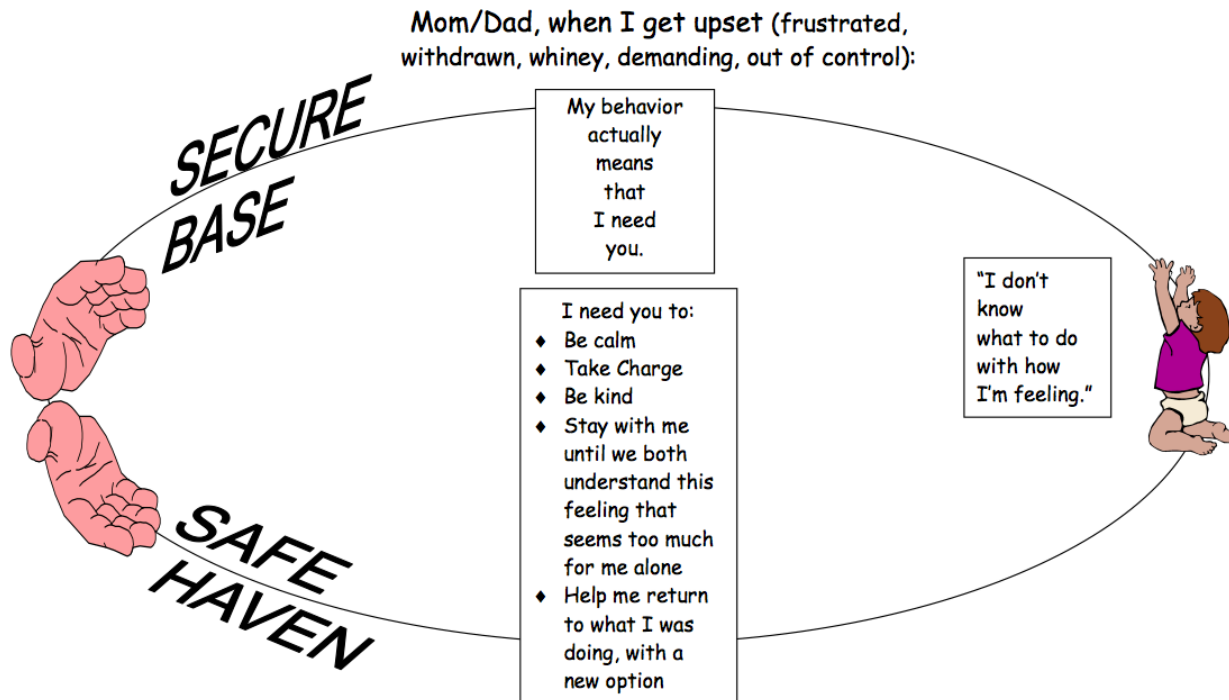 Mom/Dad, when I get upset (frustrated,
withdrawn, whiney, demanding, out of control):
SECURE
BASE
My behavior
actually
means
that
I need
you.
"I don't
know
what to do
with how
I'm feeling."
I need you to:
♦ Be calm
♦ Take Charge
♦ Be kind
♦ Stay with me
until we both
understand this
feeling that
seems too much
for me alone
♦ Help me return
to what I was
doing, with a
new option
SAFE
HAVEN